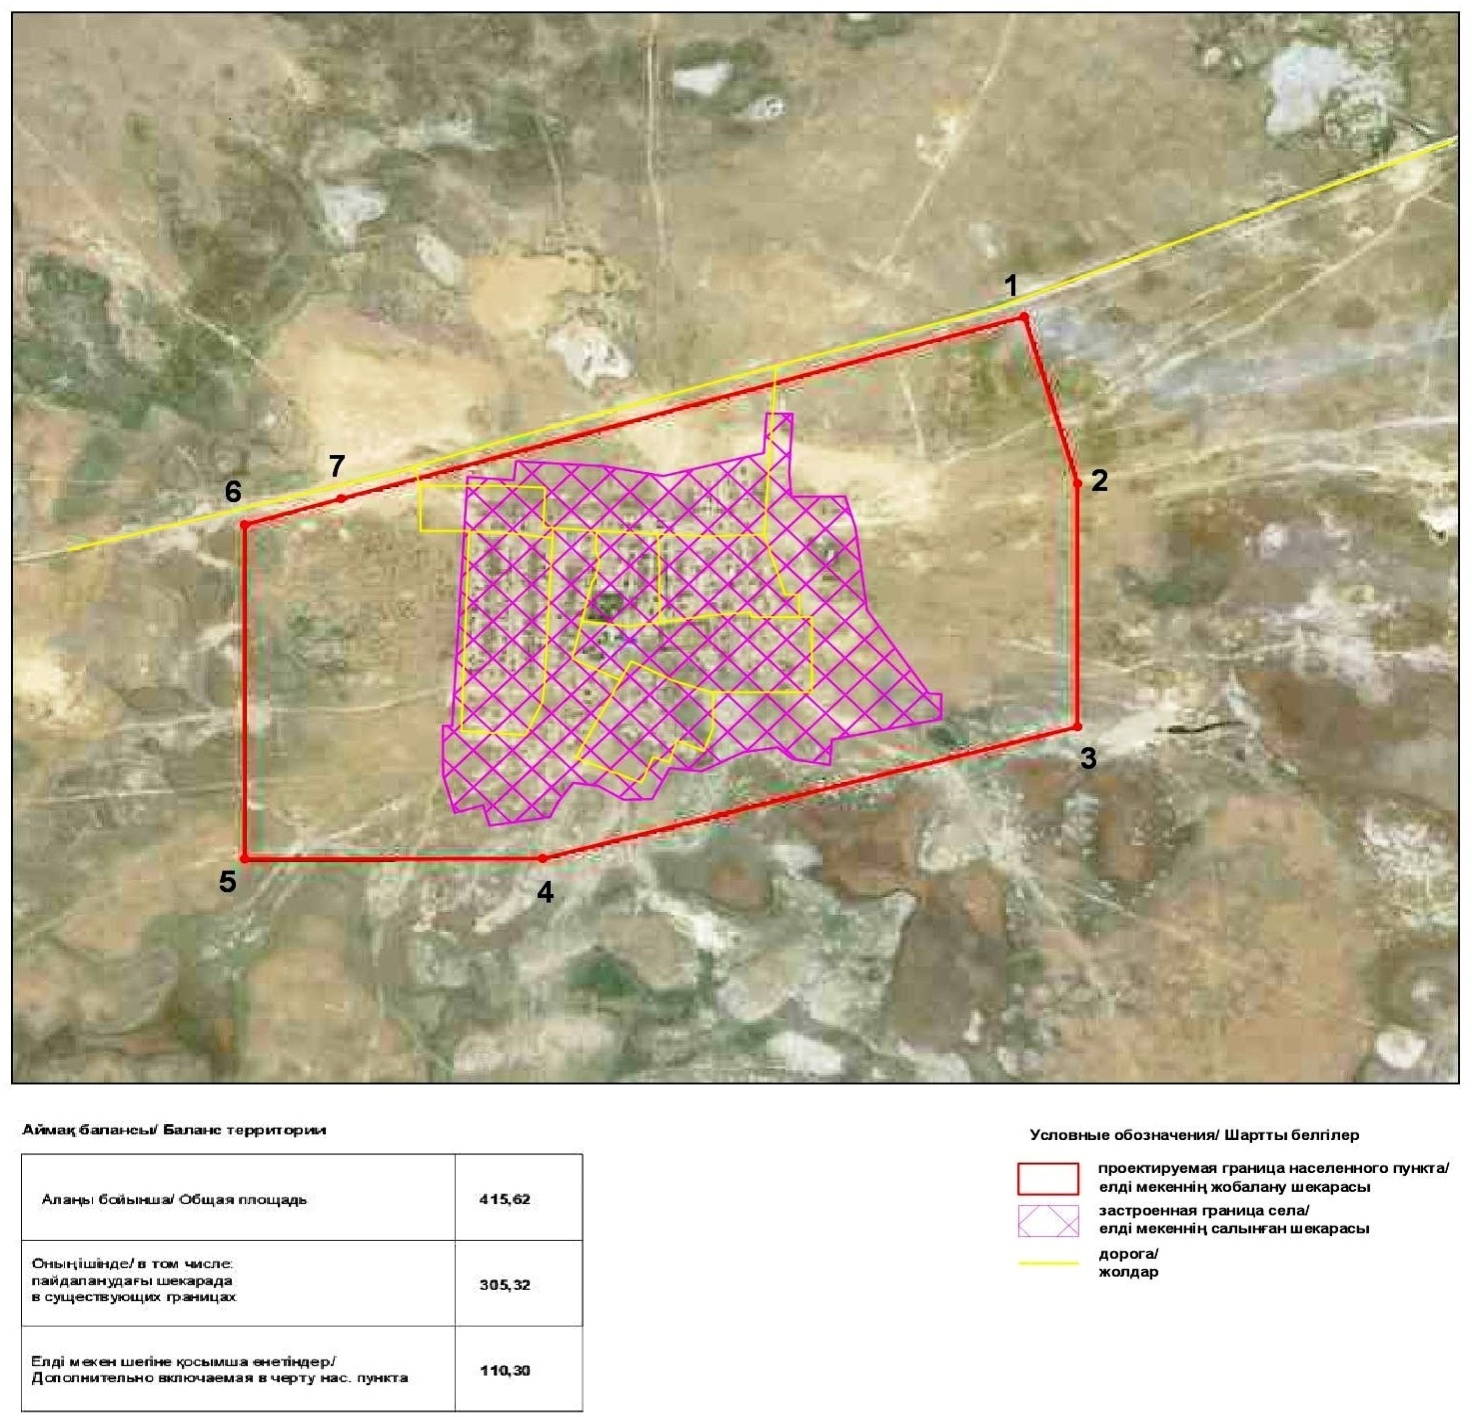 1
2
3
4
5
6
7
Аймақ балансы/ Баланс территории
Алаңы бойынша/ Общая площадь
415,62
Оның ішінде/ в том числе:
пайдаланудағы шекарада
в существующих границах
305,32
Елді мекен шегіне қосымша енетіндер/
Дополнительно включаемая в черту нас. пункта
110,30
Условные обозначения/ Шартты белгілер
проектируемая граница населенного пункта/
елді мекеннің жобалану шекарасы
застроенная граница села/
елді мекеннің салынған шекарасы
дорога/
жолдар